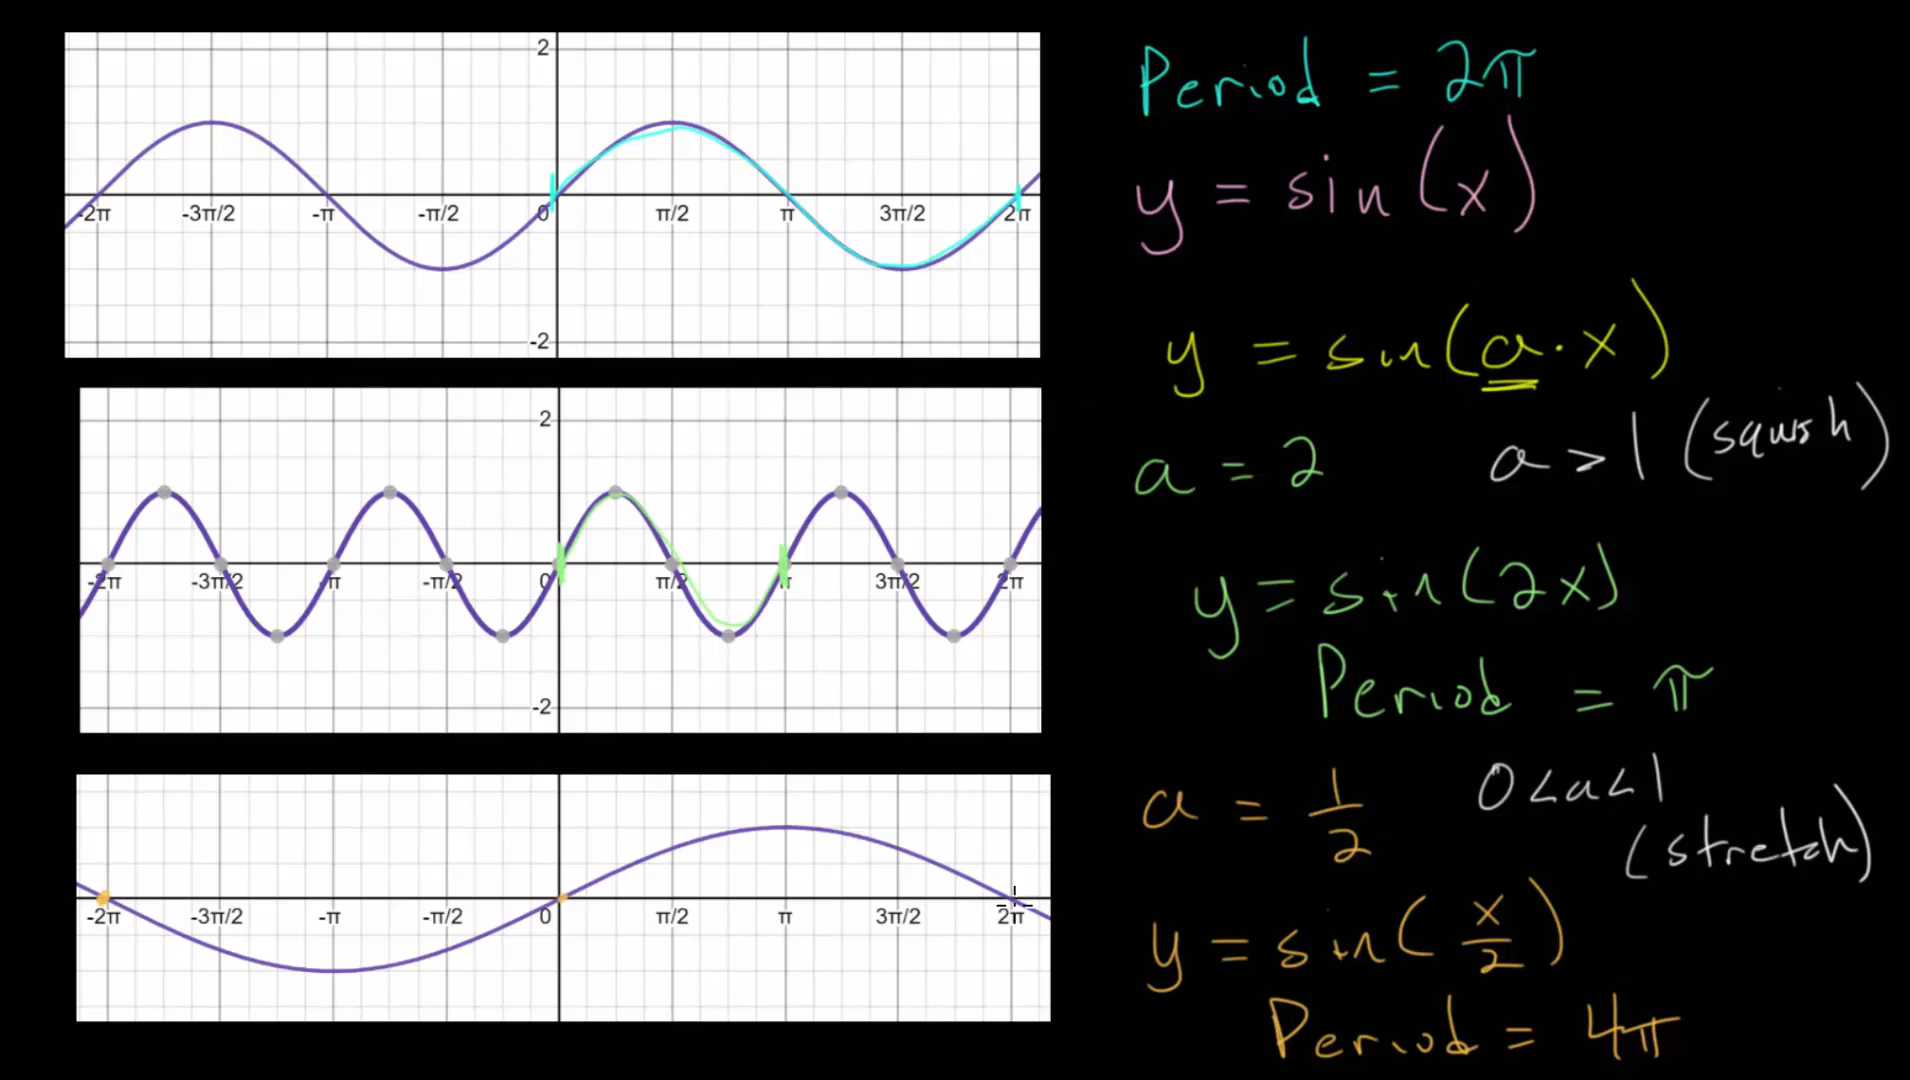 2
-2π -3π/2 -π -π/2 0 π/2 π 3π/2 2π
-2
2
-2π -3π/2 -π -π/2 0 π/2 π 3π/2 2π
-2
-2π -3π/2 -π -π/2 0 π/2 π 3π/2 2π
Period = 2π
y = sin(x)
y = sin(a·x)
a = 2 a > 1 (squish)
y = sin(2x)
Period = π
a = 1/2 0<a<1
(stretch)
y = sin(x/2)
Period = 4π